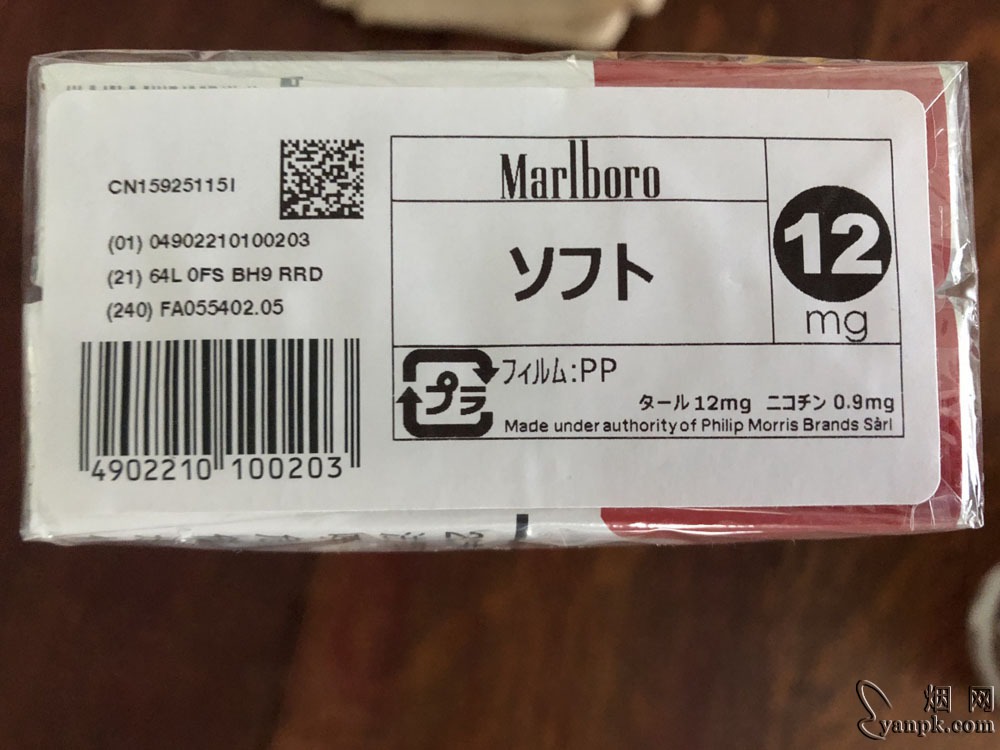 CN15925115I
(01) 04902210100203
(21) 64L 0FS BH9 RRD
(240) FA055402.05
4902210 100203
Marlboro
ソフト
12
mg
プラ
フィルム:PP
タール 12mg ニコチン 0.9mg
Made under authority of Philip Morris Brands Sàrl
烟网
yanpk.com